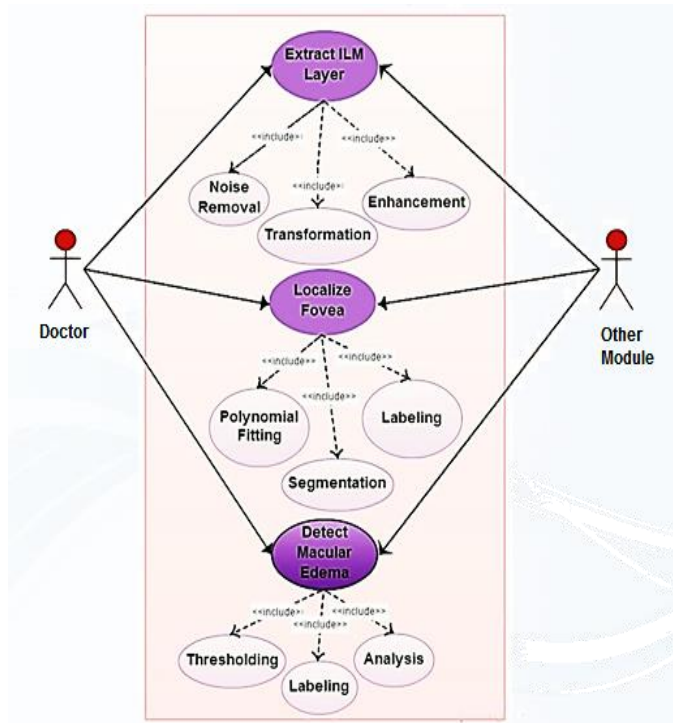 Extract ILM
Layer
<<include>>
<<include>>
<<include>>
Noise
Removal
Enhancement
Transformation
Doctor
Other
Module
Localize
Fovea
<<include>>
<<include>>
<<include>>
Polynomial
Fitting
Labeling
Segmentation
Detect
Macular
Edema
<<include>>
<<include>>
<<include>>
Thresholding
Labeling
Analysis